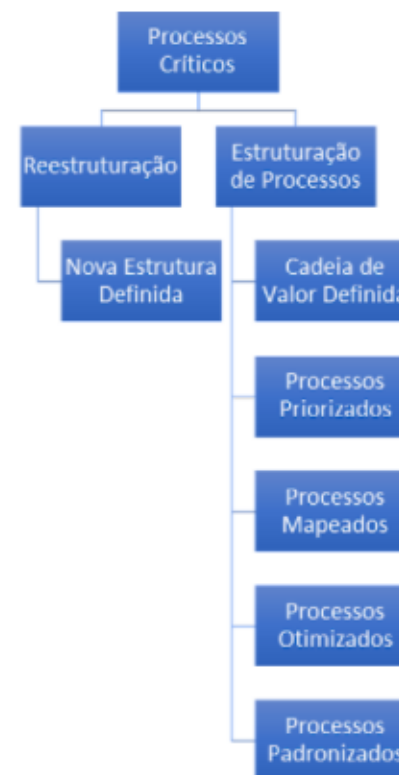 Processos
Críticos
Reestruturação
Estruturação
de Processos
Nova Estrutura
Definida
Cadeia de
Valor Definida
Processos
Priorizados
Processos
Mapeados
Processos
Otimizados
Processos
Padronizados